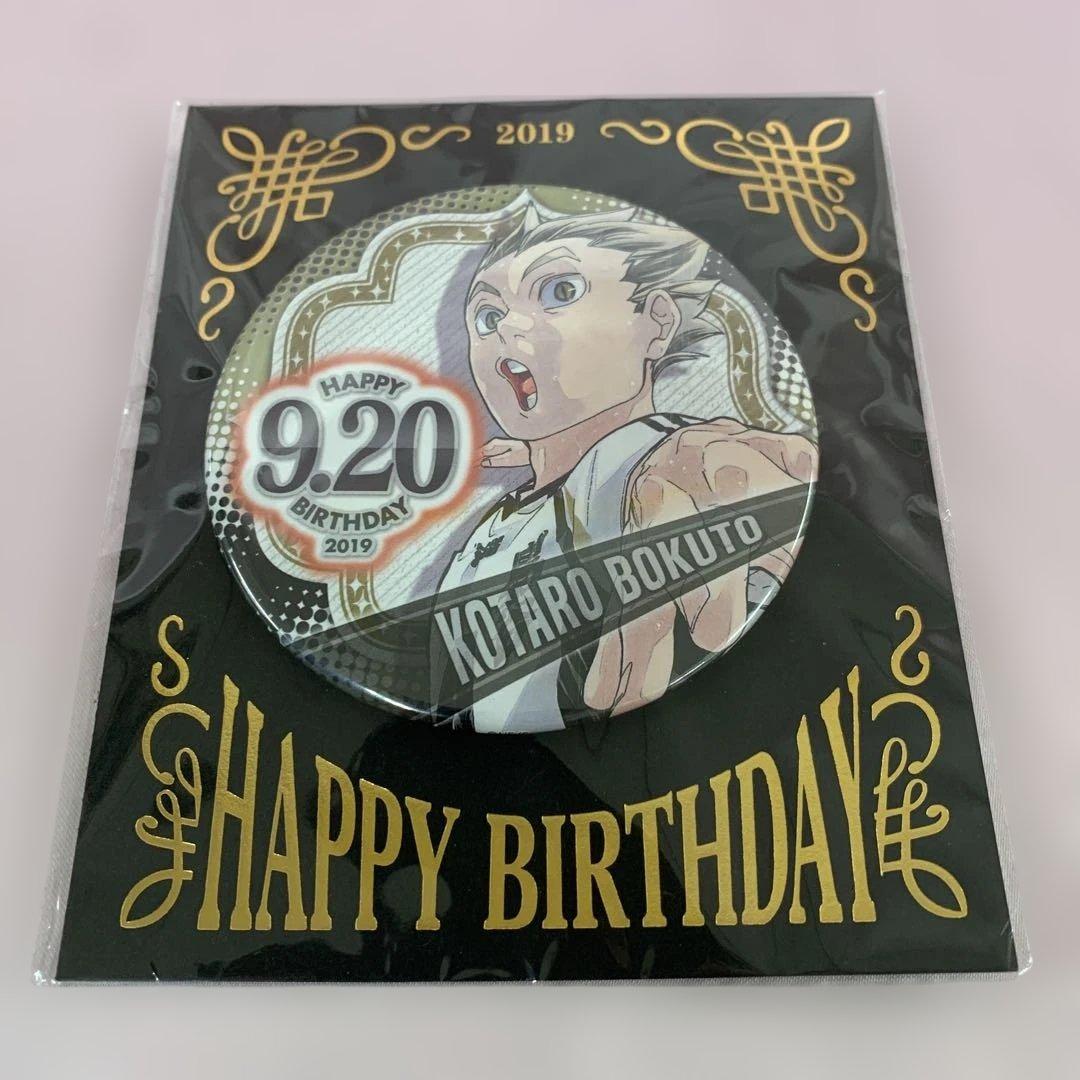 2019
HAPPY
9.20
BIRTHDAY
2019
KOTARO BOKUTO
HAPPY BIRTHDAY